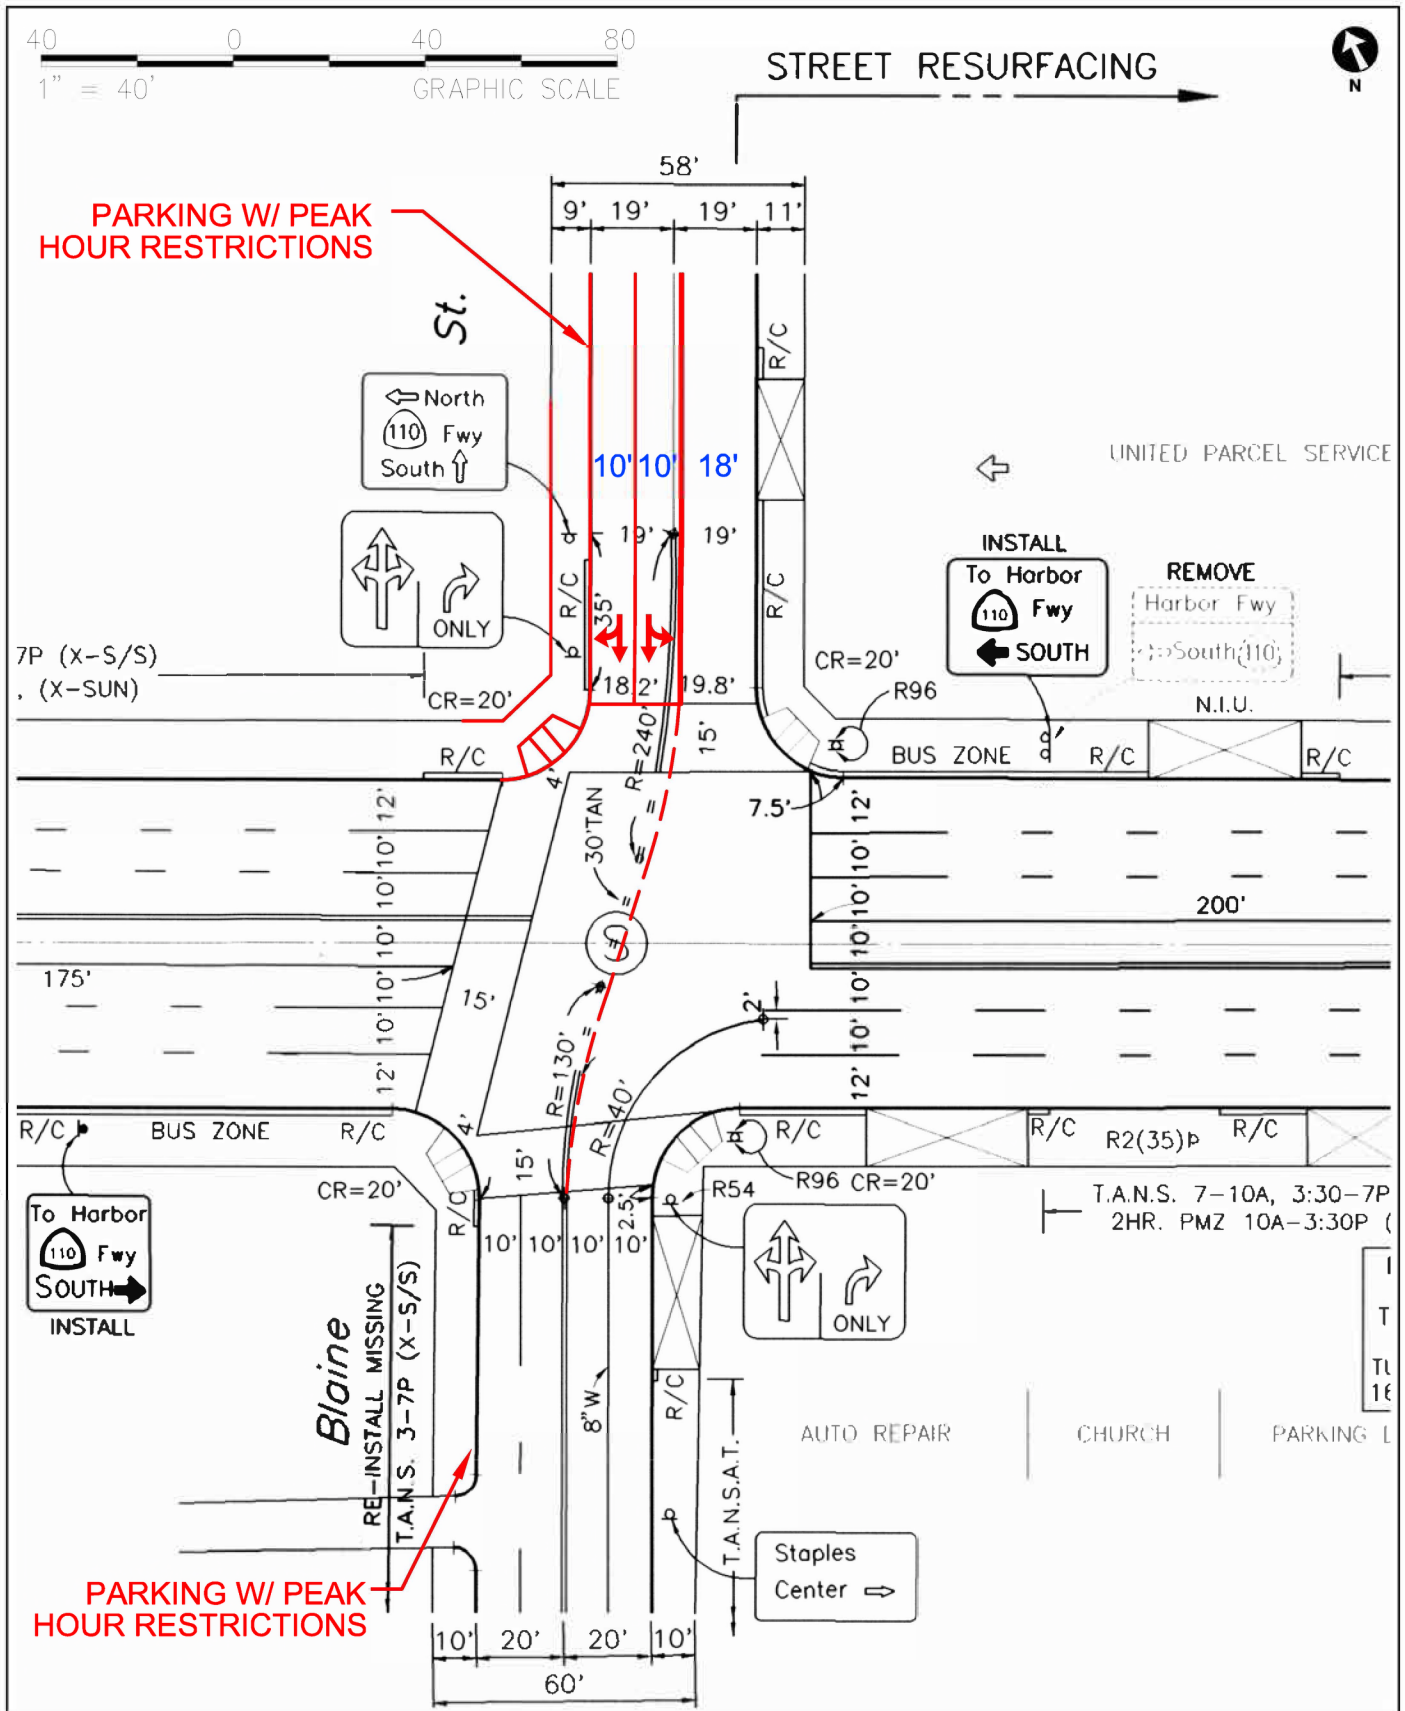 40 0 40 80
1" = 40' GRAPHIC SCALE
STREET RESURFACING
N
58'
9' 19' 19' 11'
PARKING W/ PEAK
HOUR RESTRICTIONS
St.
R/C
North
110 Fwy
South
10' 10' 18'
UNITED PARCEL SERVICE
19' 19'
ONLY
R/C
35'
R/C
INSTALL
To Harbor
110 Fwy
SOUTH
REMOVE
Harbor Fwy
South 110
N.I.U.
7P (X-S/S)
, (X-SUN)
CR=20'
18.2' 19.8'
CR=20'
R96
R/C
4'
R=240'
15'
BUS ZONE
R/C
R/C
7.5'
12'
10'
10'
10'
10'
10'
12'
30'TAN
12'
10'
10'
10'
10'
10'
12'
200'
175'
15'
2'
R=130'
R=40'
R/C
BUS ZONE
R/C
4'
15'
CR=20'
R/C
2.5'
R54
R/C
R96 CR=20'
R/C
R2(35)
R/C
T.A.N.S. 7-10A, 3:30-7P
2HR. PMZ 10A-3:30P (
To Harbor
110 Fwy
SOUTH
INSTALL
10' 10' 10' 10'
ONLY
Blaine
RE-INSTALL MISSING
T.A.N.S. 3-7P (X-S/S)
8"W
R/C
T.A.N.S.A.T.
T
TU
16
AUTO REPAIR
CHURCH
PARKING L
Staples
Center
PARKING W/ PEAK
HOUR RESTRICTIONS
10' 20' 20' 10'
60'